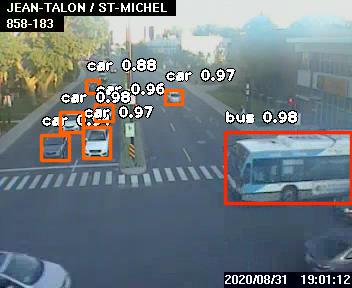 JEAN-TALON / ST-MICHEL
858-183
car 0.88
car 0.97
car 0.96
car 0.98
car 0.97
car
bus 0.98
2020/08/31 19:01:12